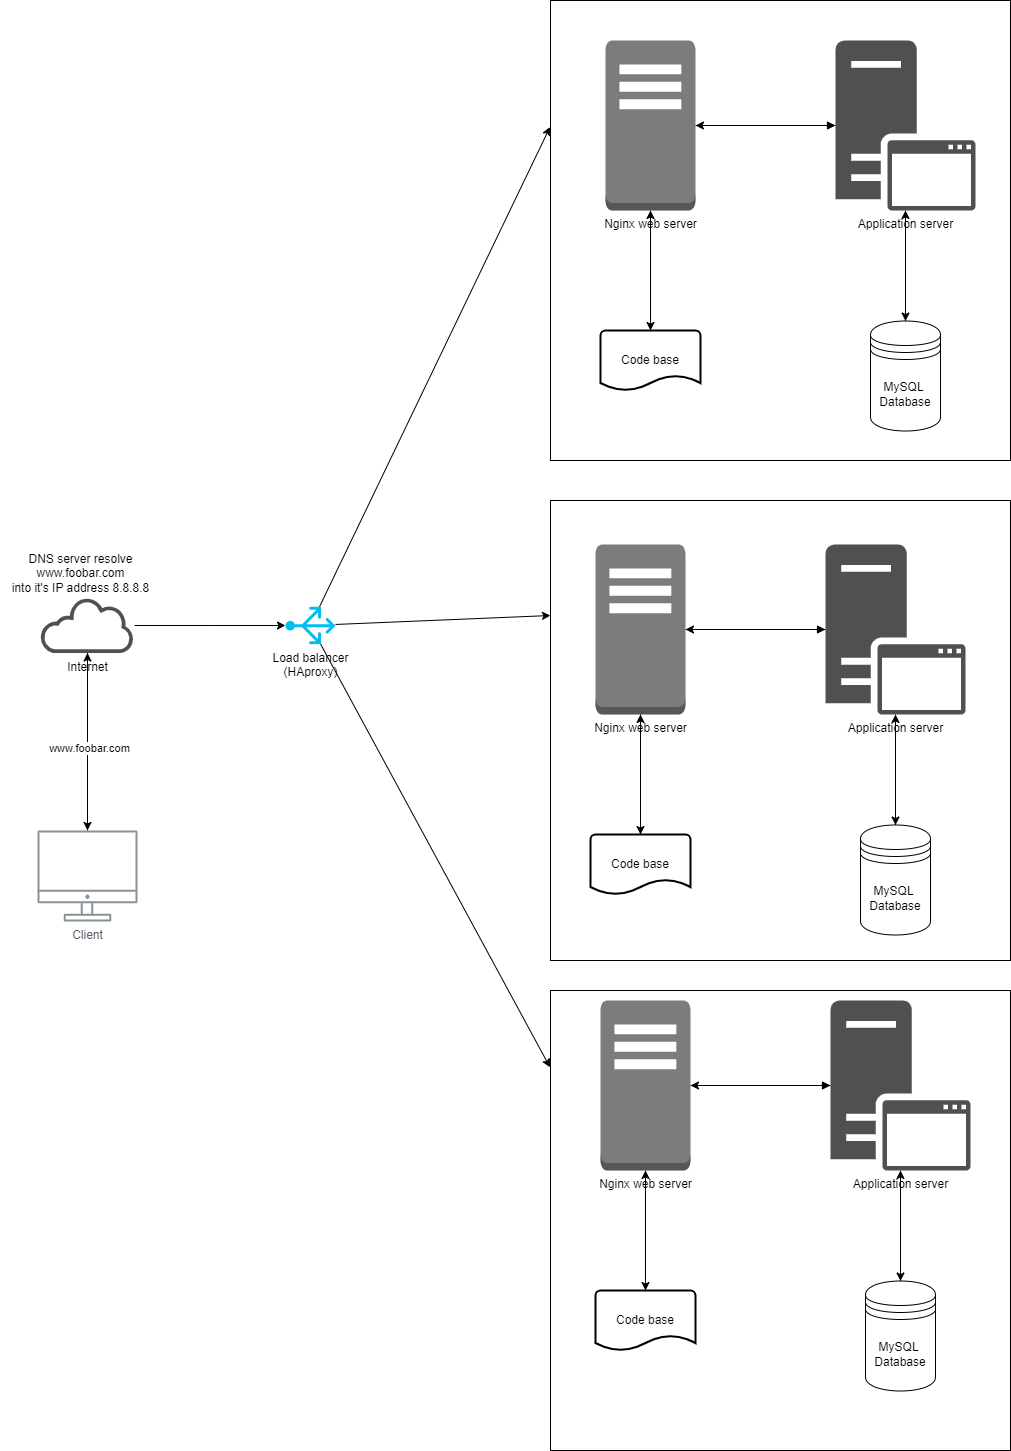 DNS server resolve
www.foobar.com
into it's IP address 8.8.8.8
Internet
www.foobar.com
Client
Load balancer
(HAproxy)
Nginx web server
Application server
Code base
MySQL
Database
Nginx web server
Application server
Code base
MySQL
Database
Nginx web server
Application server
Code base
MySQL
Database